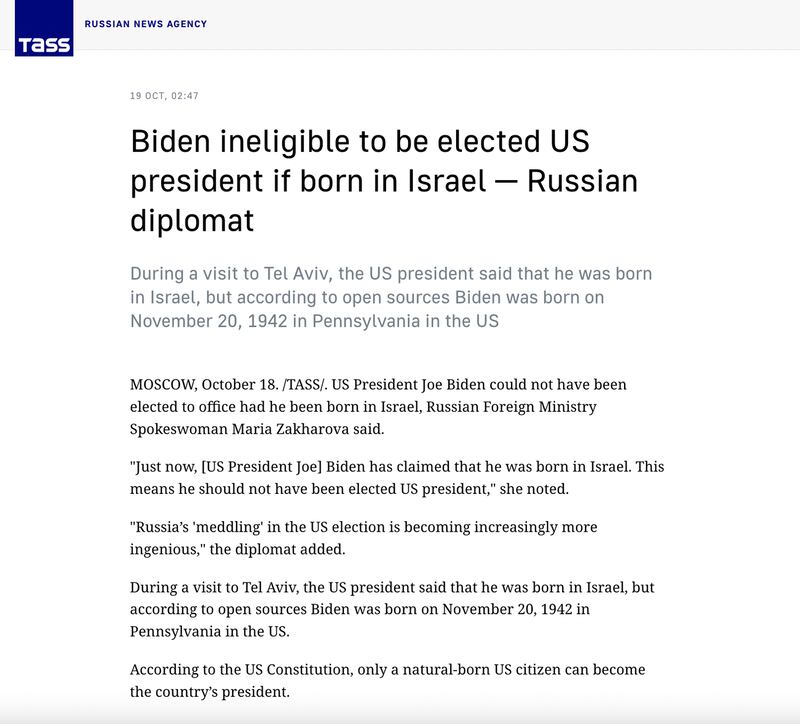 TASS
RUSSIAN NEWS AGENCY
19 OCT, 02:47
Biden ineligible to be elected US
president if born in Israel — Russian
diplomat
During a visit to Tel Aviv, the US president said that he was born
in Israel, but according to open sources Biden was born on
November 20, 1942 in Pennsylvania in the US
MOSCOW, October 18. /TASS/. US President Joe Biden could not have been
elected to office had he been born in Israel, Russian Foreign Ministry
Spokeswoman Maria Zakharova said.
"Just now, [US President Joe] Biden has claimed that he was born in Israel. This
means he should not have been elected US president," she noted.
"Russia’s 'meddling' in the US election is becoming increasingly more
ingenious," the diplomat added.
During a visit to Tel Aviv, the US president said that he was born in Israel, but
according to open sources Biden was born on November 20, 1942 in
Pennsylvania in the US.
According to the US Constitution, only a natural-born US citizen can become
the country’s president.